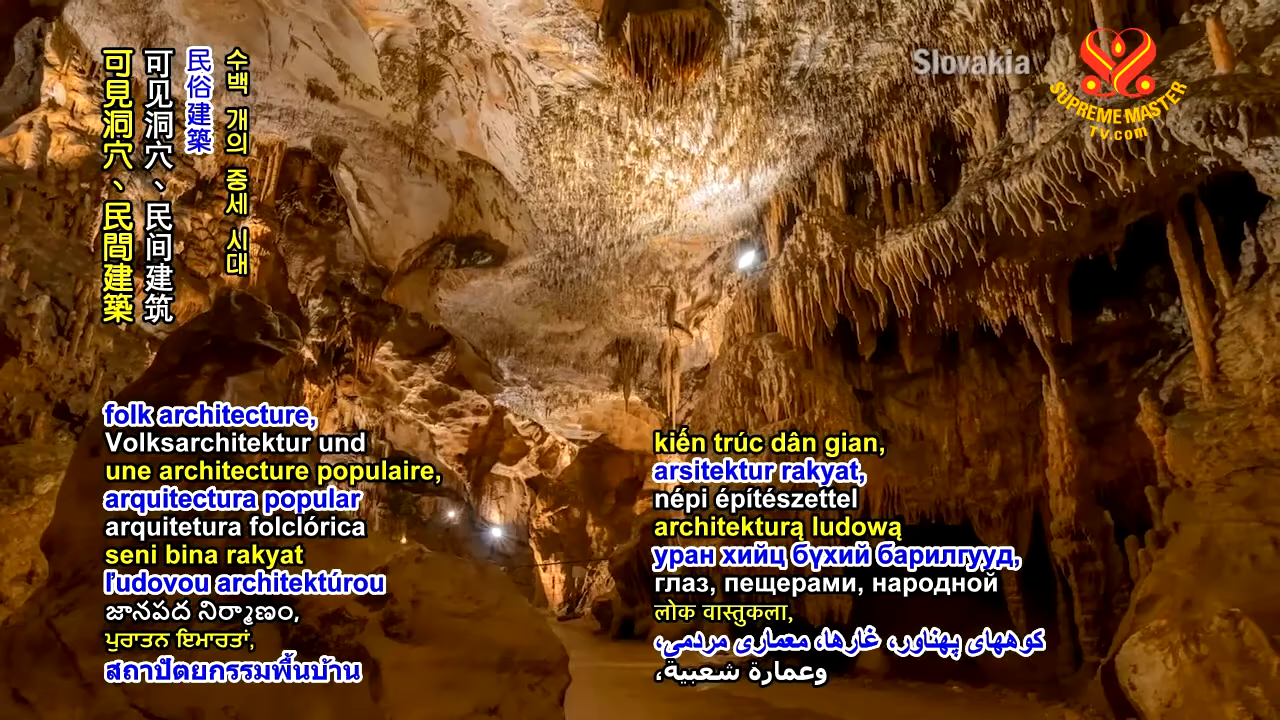 Slovakia
SUPREME MASTER
TV.com
可見洞穴、民間建築
可见洞穴、民间建筑
民俗建築
수백 개의 중세 시대
folk architecture,
Volksarchitektur und
une architecture populaire,
arquitectura popular
arquitetura folclórica
seni bina rakyat
ľudovou architektúrou
జానపద నిర్మాణం,
ਪੁਰਾਤਨ ਇਮਾਰਤਾਂ,
สถาปัตยกรรมพื้นบ้าน
kiến trúc dân gian,
arsitektur rakyat,
népi építészettel
architekturą ludową
уран хийц бүхий барилгууд,
глаз, пещерами, народной
लोक वास्तुकला,
کوههای پهناور، غارها، معماری مردمی،
وعمارة شعبية،